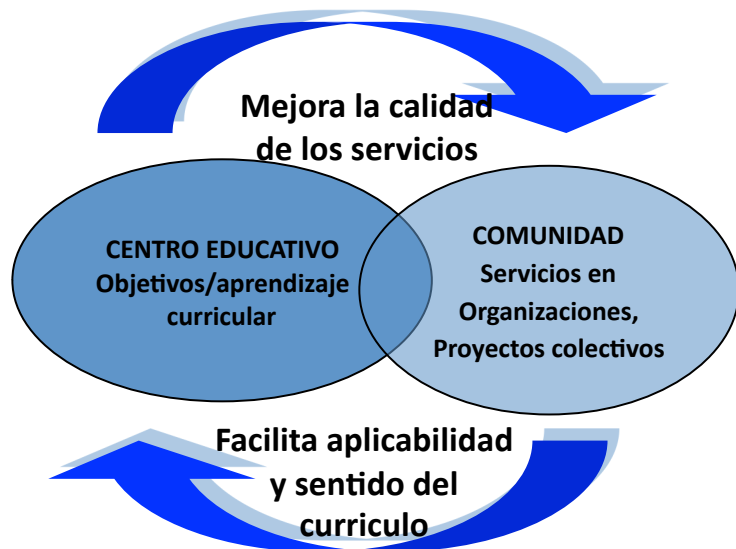 Mejora la calidad
de los servicios
CENTRO EDUCATIVO
Objetivos/aprendizaje
curricular
COMUNIDAD
Servicios en
Organizaciones,
Proyectos colectivos
Facilita aplicabilidad
y sentido del
curriculo